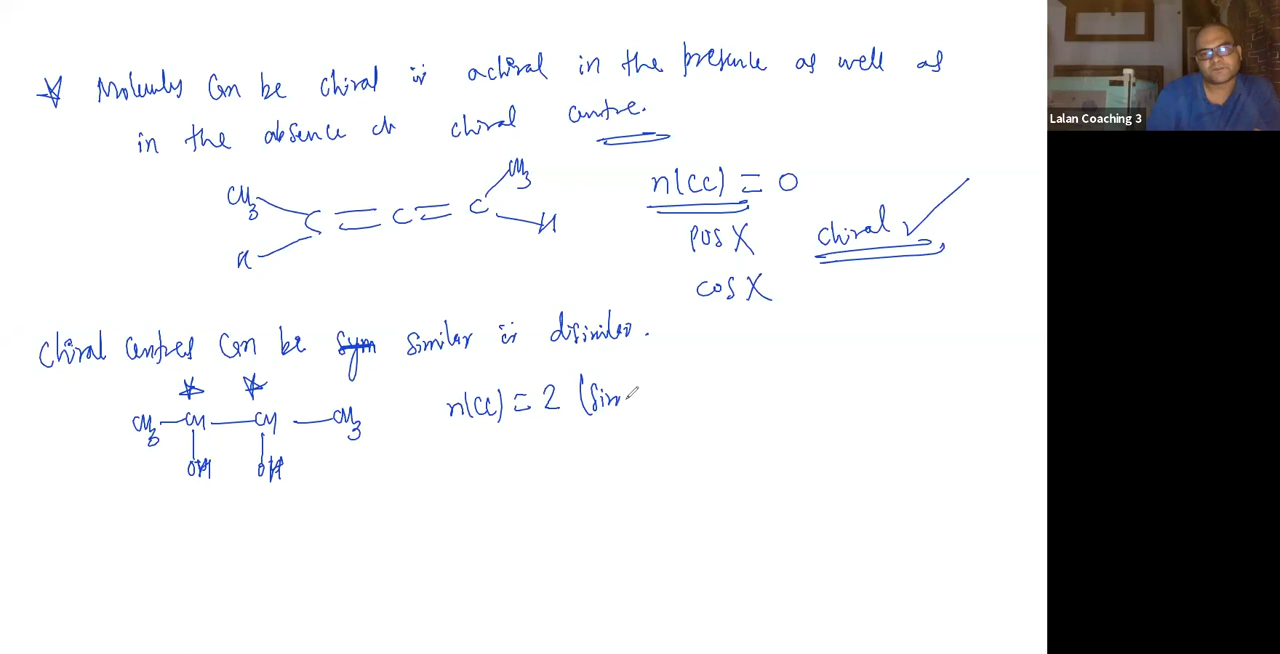 Molecules can be chiral or achiral in the presence as well as
in the absence of chiral centre.
CH3 CH3
C = C = C
H H
n(CC) = 0
POS X
COS X
chiral ✓
Chiral centres can be sym similar or disimilar.
CH3 — CH — CH — CH3
OH OH
n(CC) = 2 (Sim
Lalan Coaching 3